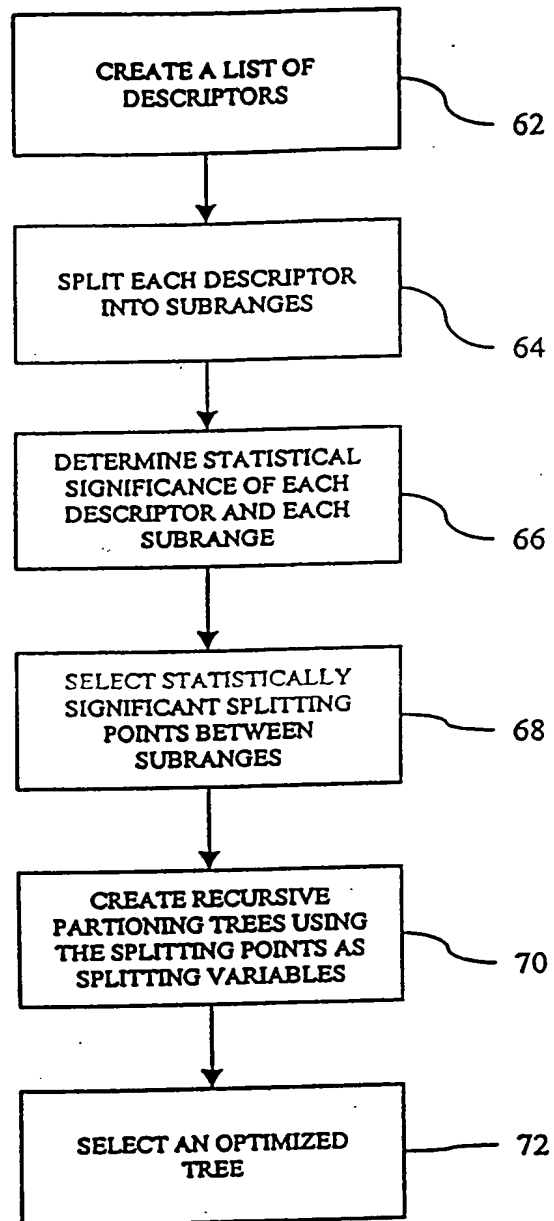 CREATE A LIST OF
DESCRIPTORS
62
SPLIT EACH DESCRIPTOR
INTO SUBRANGES
64
DETERMINE STATISTICAL
SIGNIFICANCE OF EACH
DESCRIPTOR AND EACH
SUBRANGE
66
SELECT STATISTICALLY
SIGNIFICANT SPLITTING
POINTS BETWEEN
SUBRANGES
68
CREATE RECURSIVE
PARTIONING TREES USING
THE SPLITTING POINTS AS
SPLITTING VARIABLES
70
SELECT AN OPTIMIZED
TREE
72